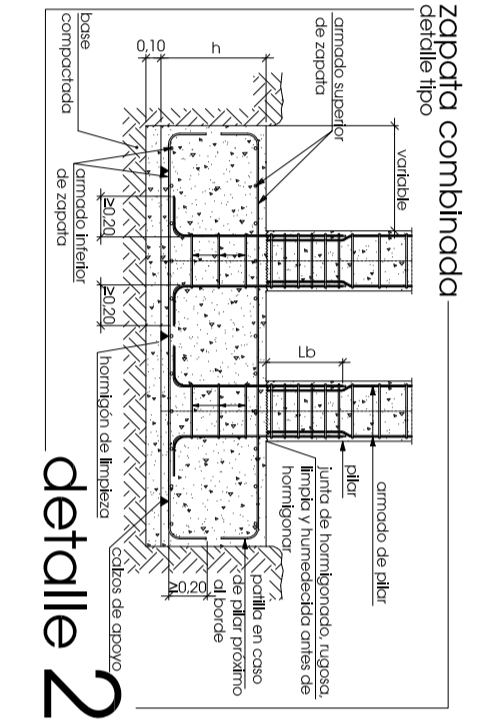 zapata combinada
detalle tipo
variable
armado superior
de zapata
h
0,10
base
compactada
≥0,20
armado inferior
de zapata
≥0,20
hormigón de limpieza
calzos de apoyo
Lb
armado de pilar
pilar
junta de hormigonado, rugosa,
limpia y humedecida antes de
hormigonar
patilla en caso
de pilar próximo
al borde
≥0,20
detalle 2